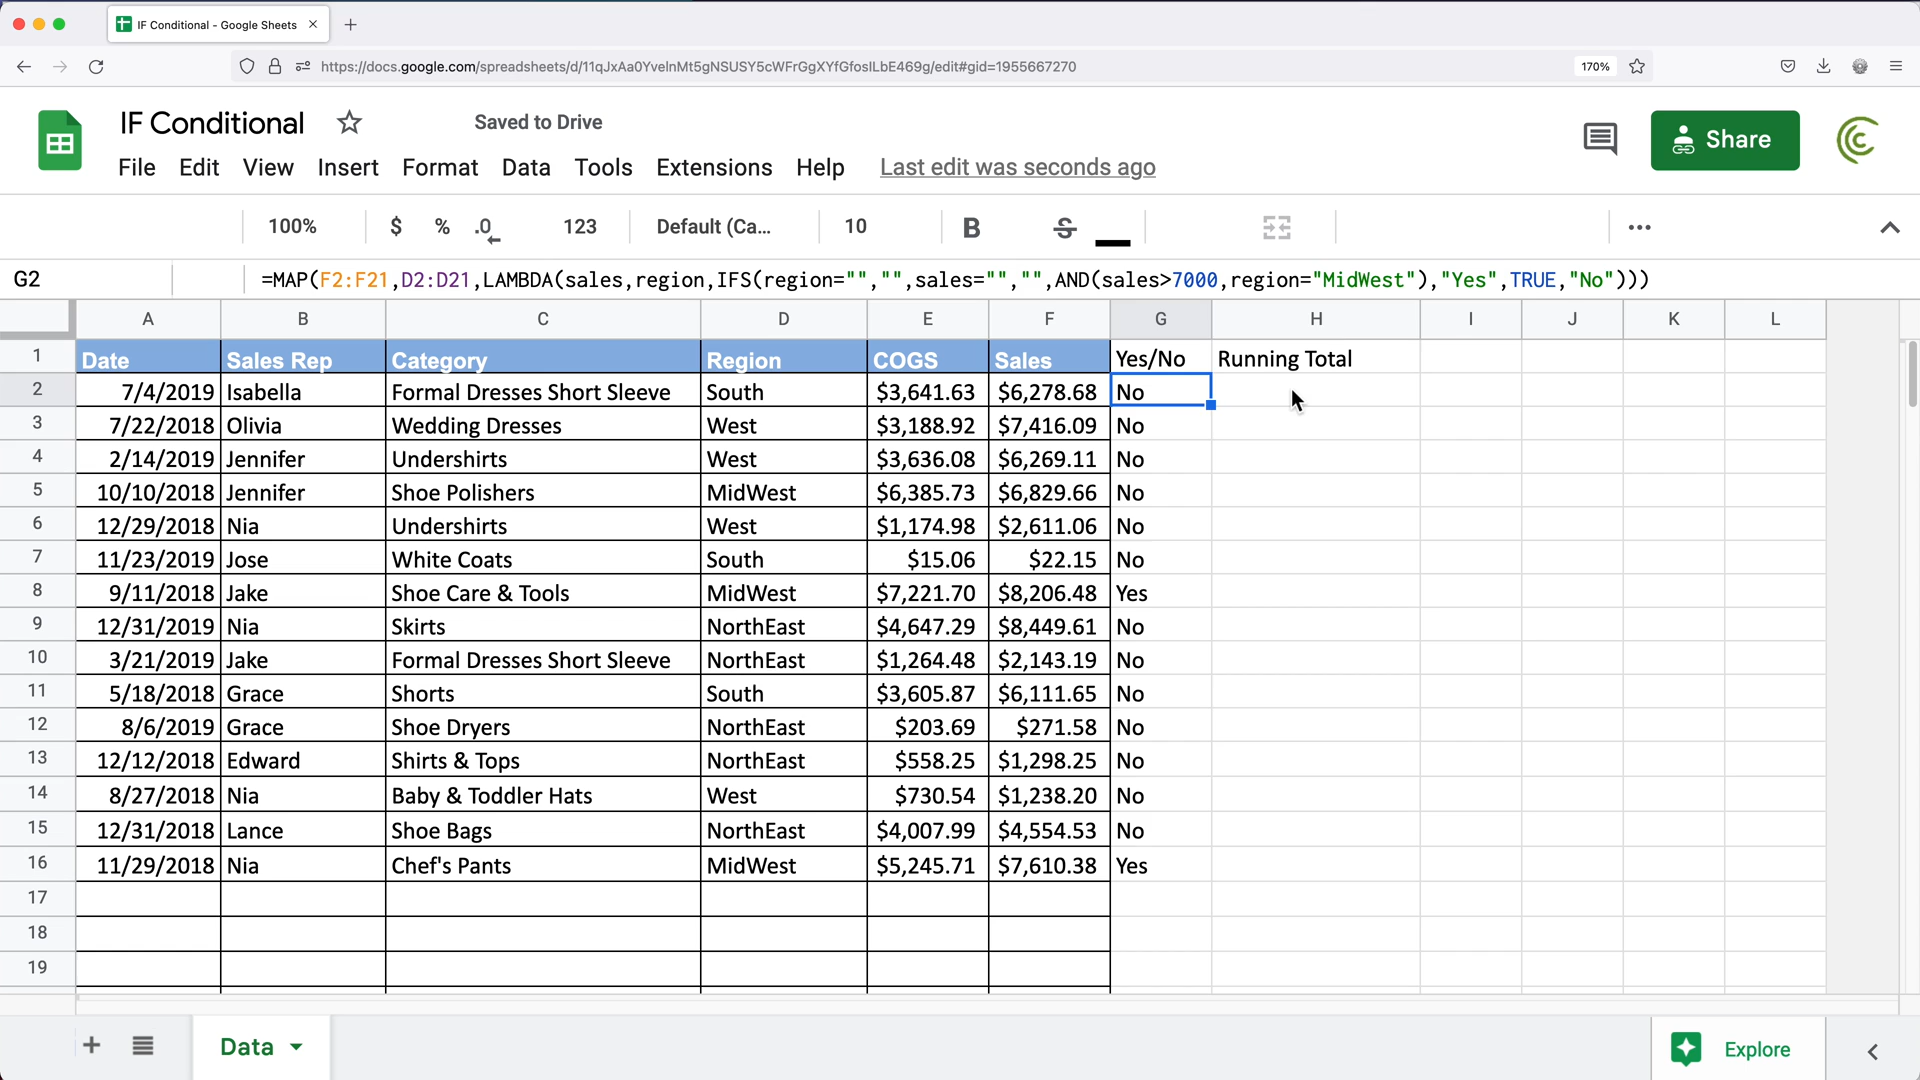 IF Conditional - Google Sheets
https://docs.google.com/spreadsheets/d/11qJxAa0YvelnMt5gNSUSY5cWFrGgXYfGfosILbE469g/edit#gid=1955667270 170%
IF Conditional Saved to Drive
Share
File Edit View Insert Format Data Tools Extensions Help Last edit was seconds ago
100% $ % .0 123 Default (Ca... 10 B S
G2 =MAP(F2:F21,D2:D21,LAMBDA(sales,region,IFS(region="","",sales="","",AND(sales>7000,region="MidWest"),"Yes",TRUE,"No")))
A B C D E F G H I J K L
1 Date Sales Rep Category Region COGS Sales Yes/No Running Total
2 7/4/2019 Isabella Formal Dresses Short Sleeve South $3,641.63 $6,278.68 No
3 7/22/2018 Olivia Wedding Dresses West $3,188.92 $7,416.09 No
4 2/14/2019 Jennifer Undershirts West $3,636.08 $6,269.11 No
5 10/10/2018 Jennifer Shoe Polishers MidWest $6,385.73 $6,829.66 No
6 12/29/2018 Nia Undershirts West $1,174.98 $2,611.06 No
7 11/23/2019 Jose White Coats South $15.06 $22.15 No
8 9/11/2018 Jake Shoe Care & Tools MidWest $7,221.70 $8,206.48 Yes
9 12/31/2019 Nia Skirts NorthEast $4,647.29 $8,449.61 No
10 3/21/2019 Jake Formal Dresses Short Sleeve NorthEast $1,264.48 $2,143.19 No
11 5/18/2018 Grace Shorts South $3,605.87 $6,111.65 No
12 8/6/2019 Grace Shoe Dryers NorthEast $203.69 $271.58 No
13 12/12/2018 Edward Shirts & Tops NorthEast $558.25 $1,298.25 No
14 8/27/2018 Nia Baby & Toddler Hats West $730.54 $1,238.20 No
15 12/31/2018 Lance Shoe Bags NorthEast $4,007.99 $4,554.53 No
16 11/29/2018 Nia Chef's Pants MidWest $5,245.71 $7,610.38 Yes
17
18
19
Data Explore